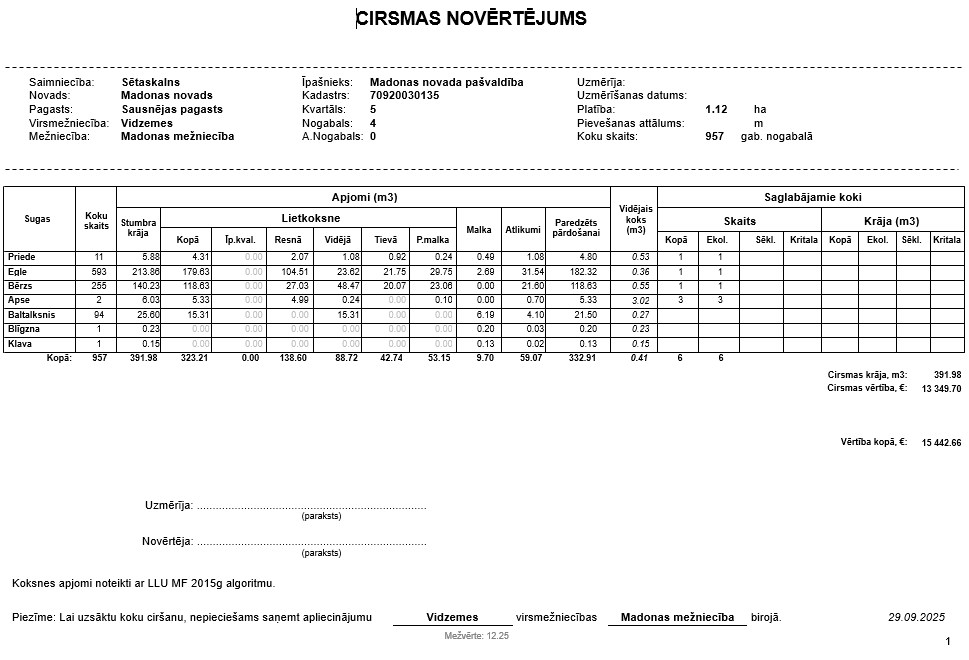 CIRSMAS NOVĒRTĒJUMS
Saimniecība: Sētaskalns Īpašnieks: Madonas novada pašvaldība Uzmērīja:
Novads: Madonas novads Kadastrs: 70920030135 Uzmērīšanas datums:
Pagasts: Sausnējas pagasts Kvartāls: 5 Platība: 1.12 ha
Virsmežniecība: Vidzemes Nogabals: 4 Pievešanas attālums: m
Mežniecība: Madonas mežniecība A.Nogabals: 0 Koku skaits: 957 gab. nogabalā
Sugas Koku skaits Apjomi (m3) Vidējais koks (m3) Saglabājamie koki
Stumbra krāja Lietkoksne Malka Atlikumi Paredzēts pārdošanai Skaits Krāja (m3)
Kopā Īp.kval. Resnā Vidējā Tievā P.malka Kopā Ekol. Sēkl. Kritala Kopā Ekol. Sēkl. Kritala
Priede 11 5.88 4.31 0.00 2.07 1.08 0.92 0.24 0.49 1.08 4.80 0.53 1 1
Egle 593 213.86 179.63 0.00 104.51 23.62 21.75 29.75 2.69 31.54 182.32 0.36 1 1
Bērzs 255 140.23 118.63 0.00 27.03 48.47 20.07 23.06 0.00 21.60 118.63 0.55 1 1
Apse 2 6.03 5.33 0.00 4.99 0.24 0.00 0.10 0.00 0.70 5.33 3.02 3 3
Baltalksnis 94 25.60 15.31 0.00 0.00 15.31 0.00 0.00 6.19 4.10 21.50 0.27
Blīgzna 1 0.23 0.00 0.00 0.00 0.00 0.00 0.00 0.20 0.03 0.20 0.23
Kļava 1 0.15 0.00 0.00 0.00 0.00 0.00 0.00 0.13 0.02 0.13 0.15
Kopā: 957 391.98 323.21 0.00 138.60 88.72 42.74 53.15 9.70 59.07 332.91 0.41 6 6
Cirsmas krāja, m3: 391.98
Cirsmas vērtība, €: 13 349.70
Vērtība kopā, €: 15 442.66
Uzmērīja: ............................................................................
(paraksts)
Novērtēja: ............................................................................
(paraksts)
Koksnes apjomi noteikti ar LLU MF 2015g algoritmu.
Piezīme: Lai uzsāktu koku ciršanu, nepieciešams saņemt apliecinājumu Vidzemes virsmežniecības Madonas mežniecība birojā. 29.09.2025
Mežvērte: 12.25
1